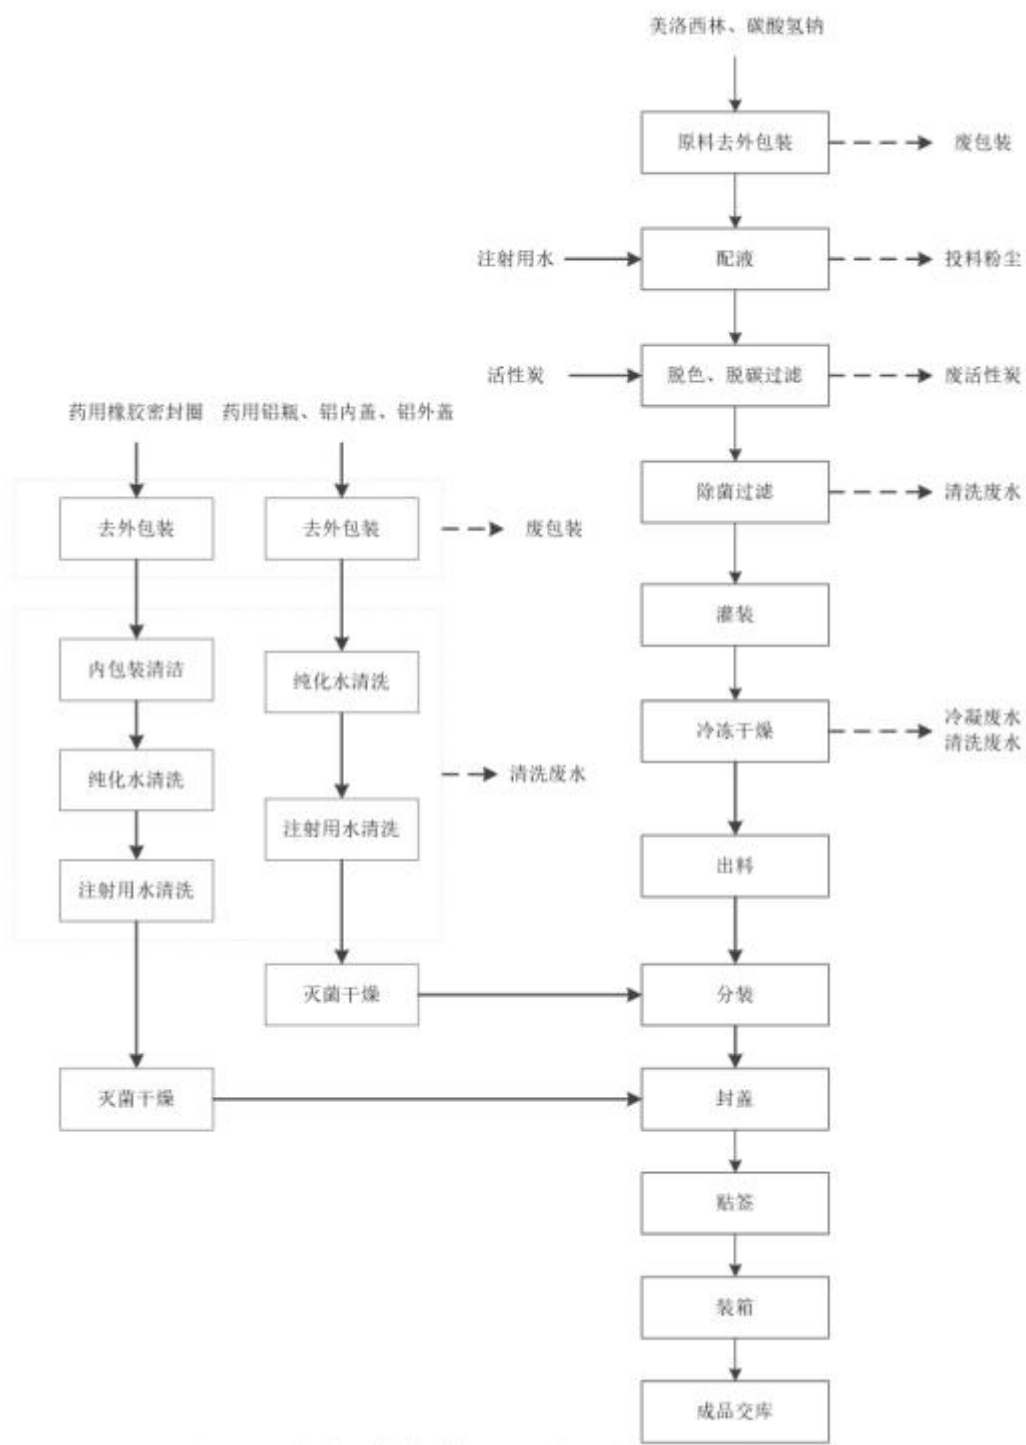 美洛西林、碳酸氢钠
原料去外包装
废包装
注射用水
配液
投料粉尘
活性炭
脱色、脱碳过滤
废活性炭
药用橡胶密封圈
药用铝瓶、铝内盖、铝外盖
除菌过滤
清洗废水
去外包装
去外包装
废包装
灌装
内包装清洁
纯化水清洗
冷冻干燥
冷凝废水
清洗废水
纯化水清洗
清洗废水
注射用水清洗
出料
注射用水清洗
灭菌干燥
分装
灭菌干燥
封盖
贴签
装箱
成品交库